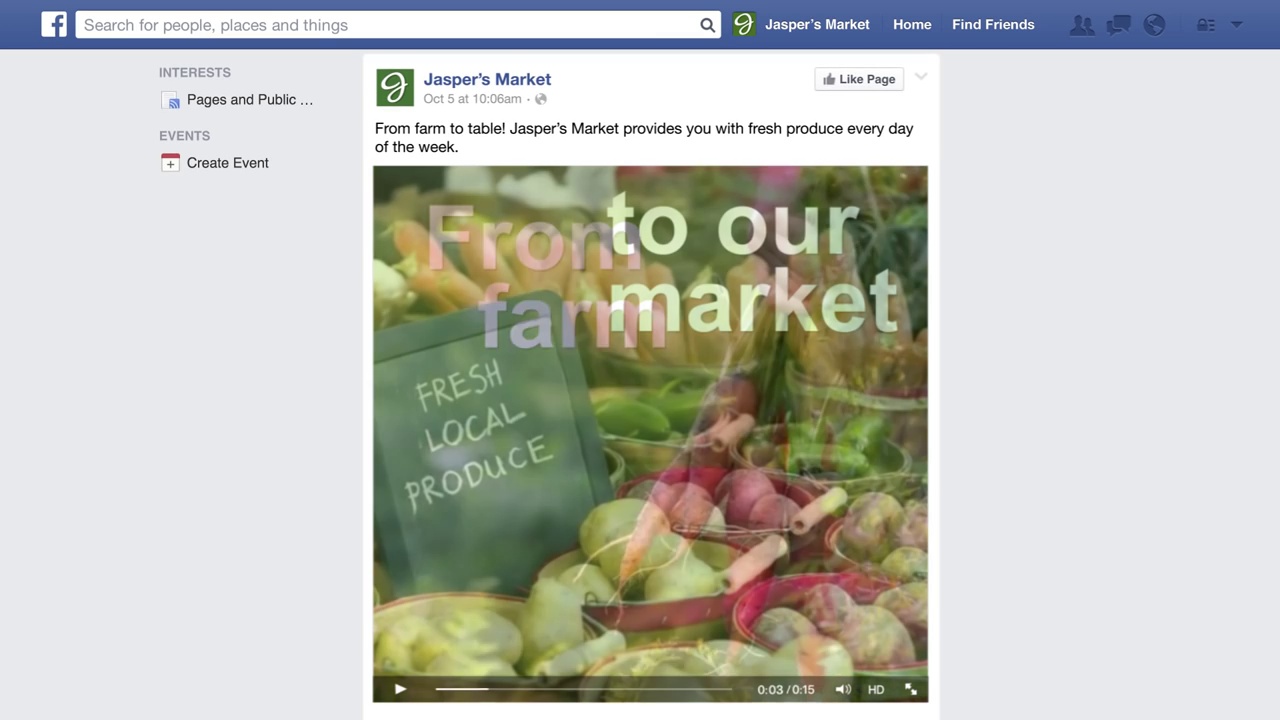 Search for people, places and things
Jasper's Market
Home
Find Friends
INTERESTS
Pages and Public ...
EVENTS
Create Event
Jasper's Market
Oct 5 at 10:06am ·
Like Page
From farm to table! Jasper's Market provides you with fresh produce every day
of the week.
From
farm
to our
market
FRESH
LOCAL
PRODUCE
0:03 / 0:15
HD